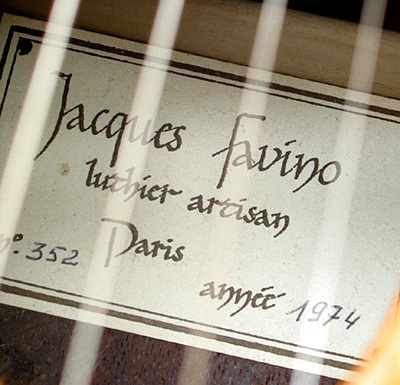 Jacques Favino
luthier artisan
Paris
n°. 352
année 1974